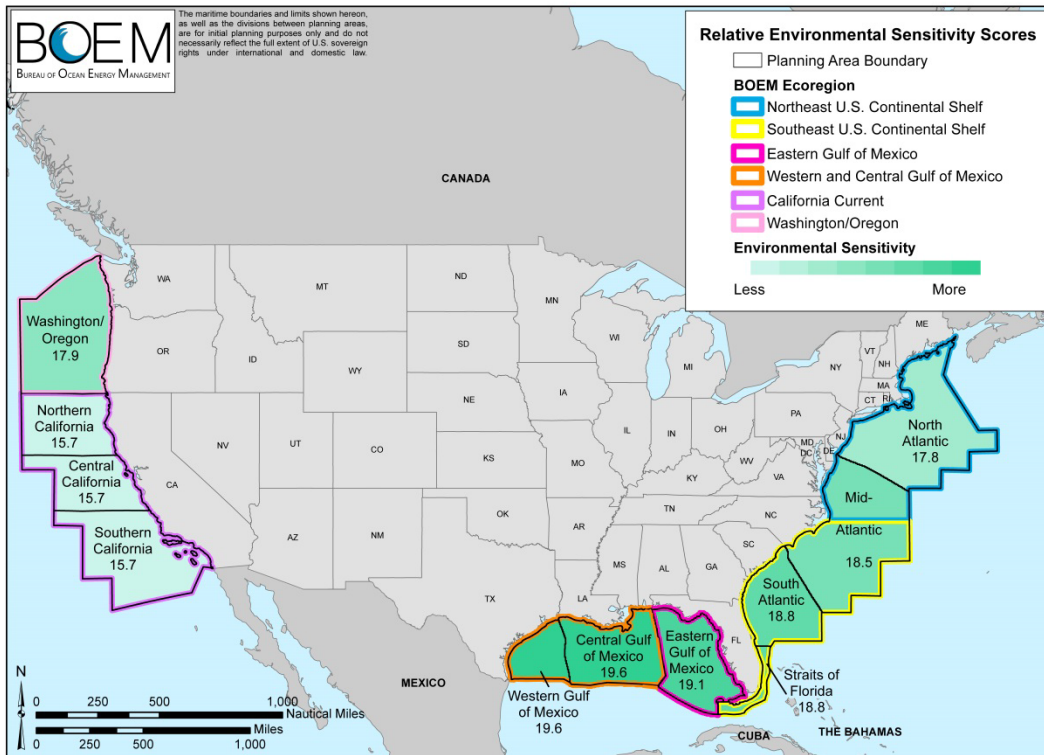 BOEM
BUREAU OF OCEAN ENERGY MANAGEMENT
The maritime boundaries and limits shown hereon,
as well as the divisions between planning areas,
are for initial planning purposes only and do not
necessarily reflect the full extent of U.S. sovereign
rights under international and domestic law.
Relative Environmental Sensitivity Scores
Planning Area Boundary
BOEM Ecoregion
Northeast U.S. Continental Shelf
Southeast U.S. Continental Shelf
Eastern Gulf of Mexico
Western and Central Gulf of Mexico
California Current
Washington/Oregon
Environmental Sensitivity
Less
More
CANADA
WA
MT
ND
MN
OR
ID
WY
SD
WI
MI
NY
VT
NH
ME
MA
CT
RI
NV
UT
CO
NE
IA
IL
IN
OH
PA
NJ
MD
DE
DC
CA
AZ
NM
KS
MO
KY
WV
VA
OK
AR
TN
NC
SC
TX
LA
MS
AL
GA
FL
Washington/
Oregon
17.9
Northern
California
15.7
Central
California
15.7
Southern
California
15.7
North
Atlantic
17.8
Mid-
Atlantic
18.5
South
Atlantic
18.8
Straits of
Florida
18.8
Eastern
Gulf of
Mexico
19.1
Central Gulf
of Mexico
19.6
Western Gulf
of Mexico
19.6
MEXICO
CUBA
THE BAHAMAS
N
0 500 1,000
Nautical Miles
Miles
0 250 500 1,000